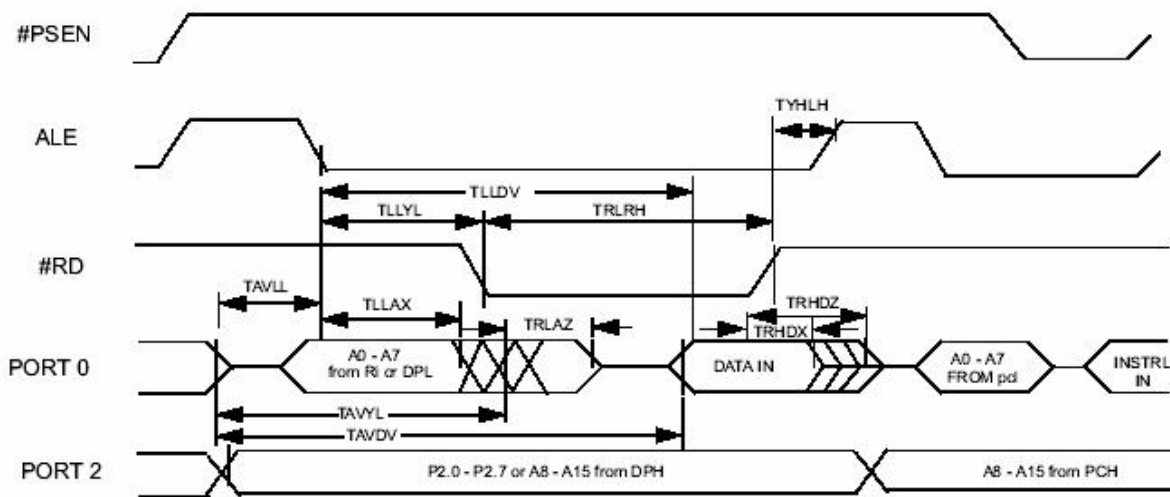 #PSEN
TYHLH
ALE
TLLDV
TLLYL
TRLRH
#RD
TAVLL
TLLAX
TRLAZ
TRHDZ
TRHDX
PORT 0
A0 - A7
from Ri or DPL
DATA IN
A0 - A7
FROM pcl
INSTRL
IN
TAVYL
TAVDV
PORT 2
P2.0 - P2.7 or A8 - A15 from DPH
A8 - A15 from PCH